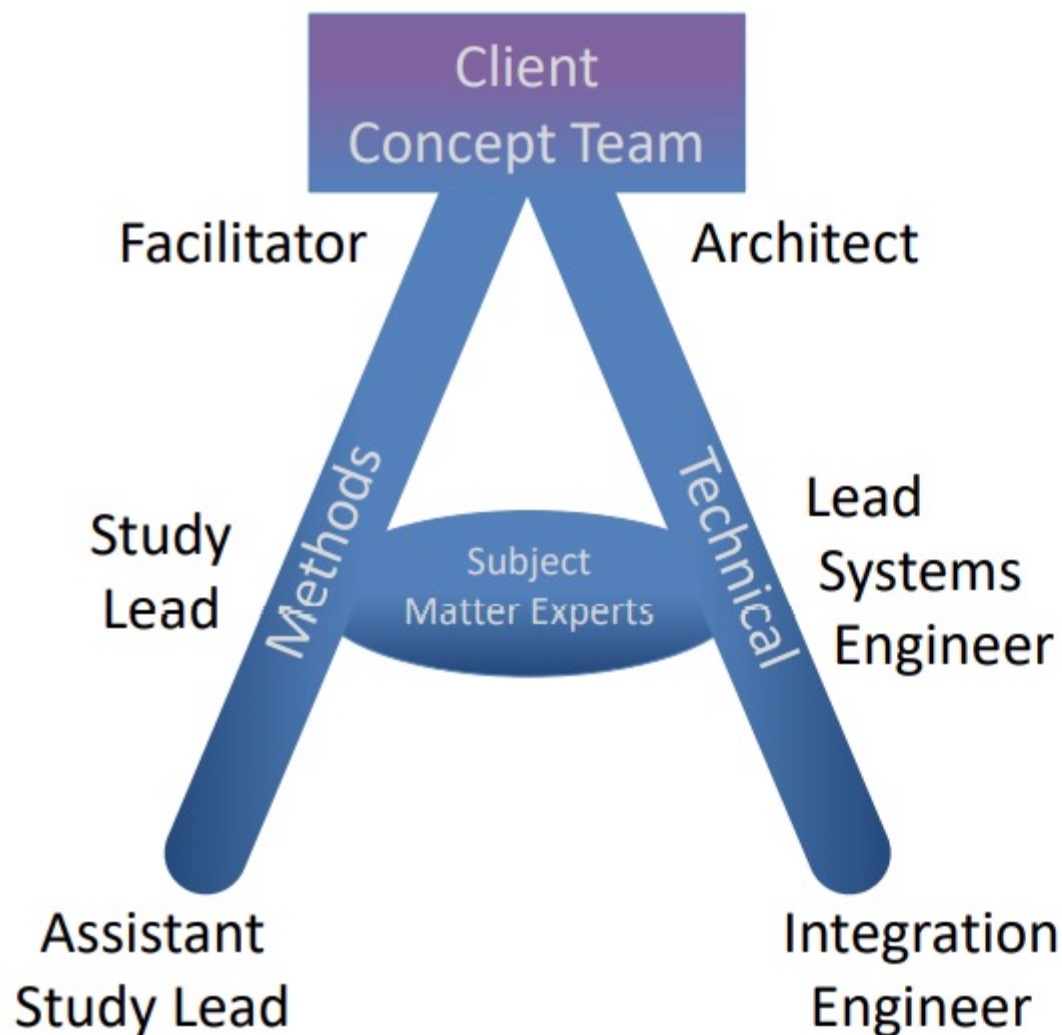 Client
Concept Team
Facilitator
Architect
Methods
Technical
Study
Lead
Subject
Matter Experts
Lead
Systems
Engineer
Assistant
Study Lead
Integration
Engineer